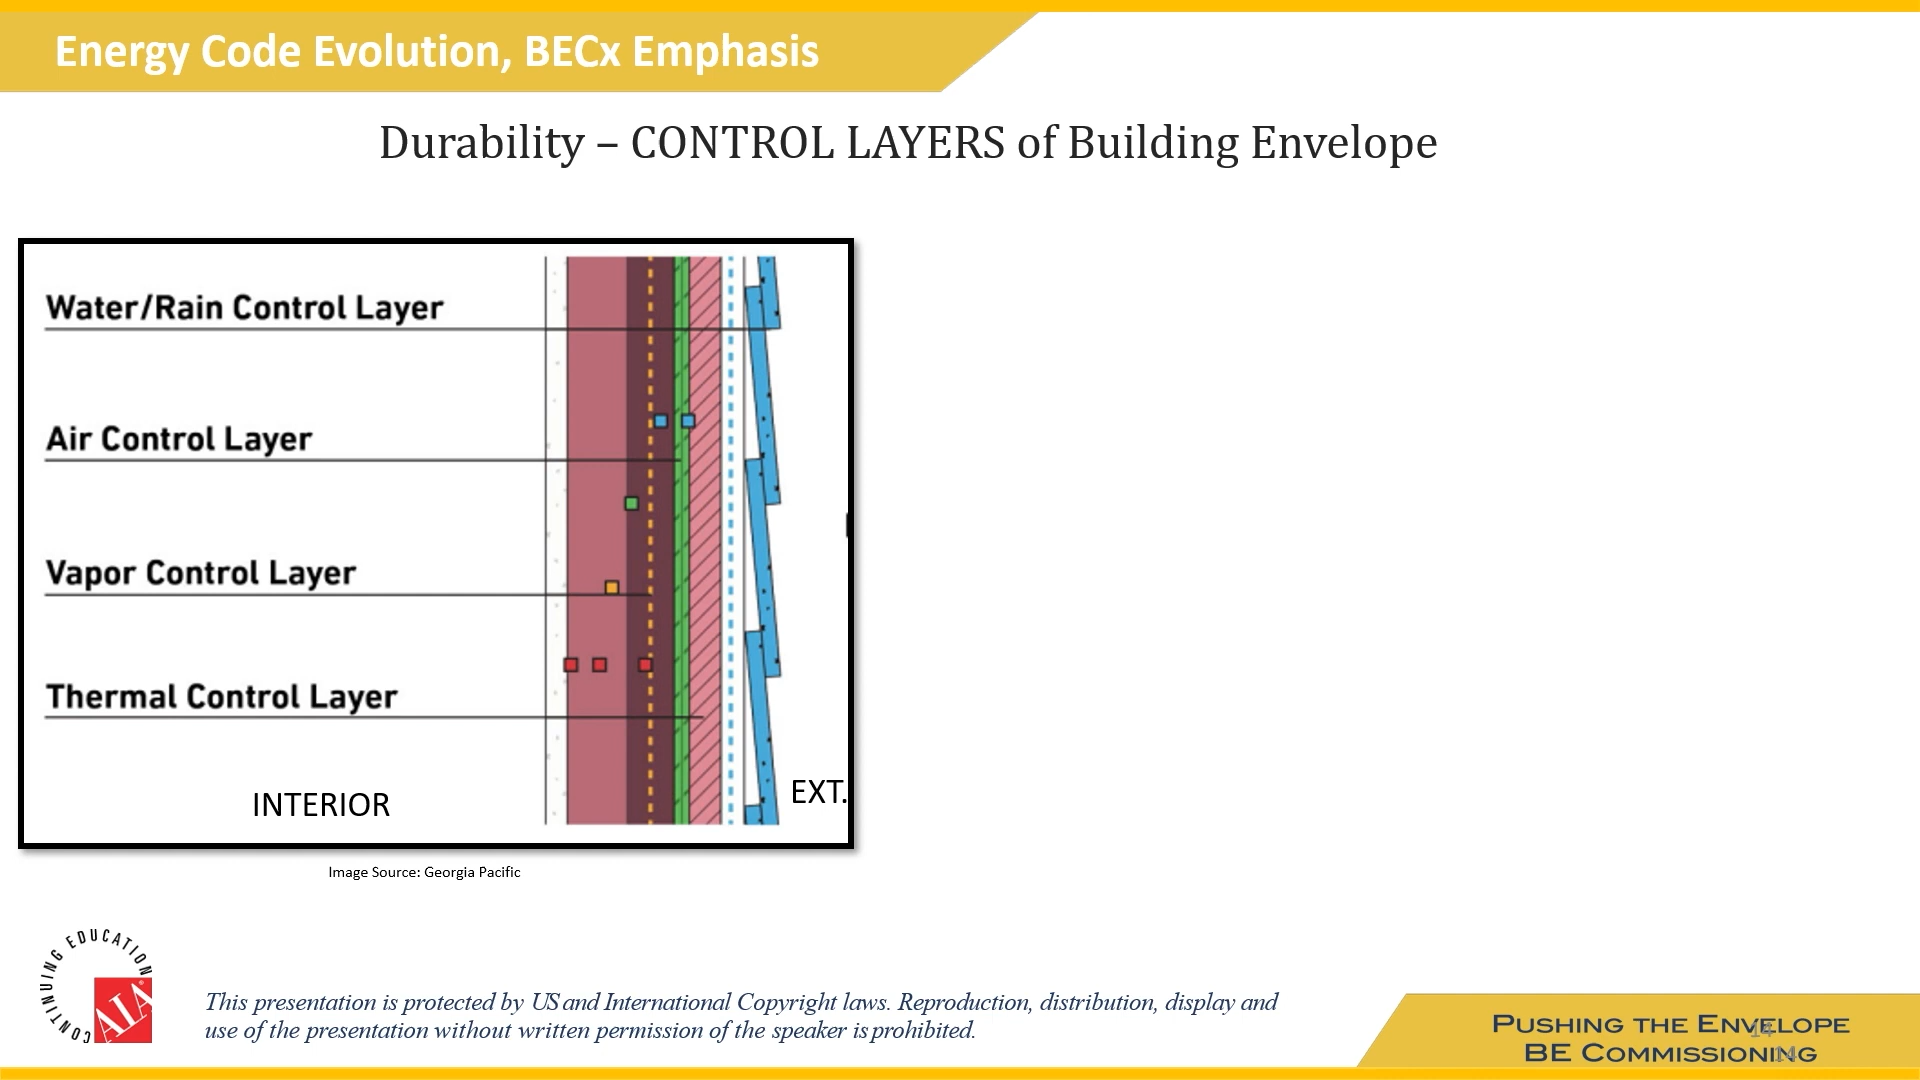 Energy Code Evolution, BECx Emphasis
Durability – CONTROL LAYERS of Building Envelope
Water/Rain Control Layer
Air Control Layer
Vapor Control Layer
Thermal Control Layer
INTERIOR
EXT.
Image Source: Georgia Pacific
CONTINUING EDUCATION
AIA
This presentation is protected by US and International Copyright laws. Reproduction, distribution, display and
use of the presentation without written permission of the speaker is prohibited.
PUSHING THE ENVELOPE
BE COMMISSIONING
14
14